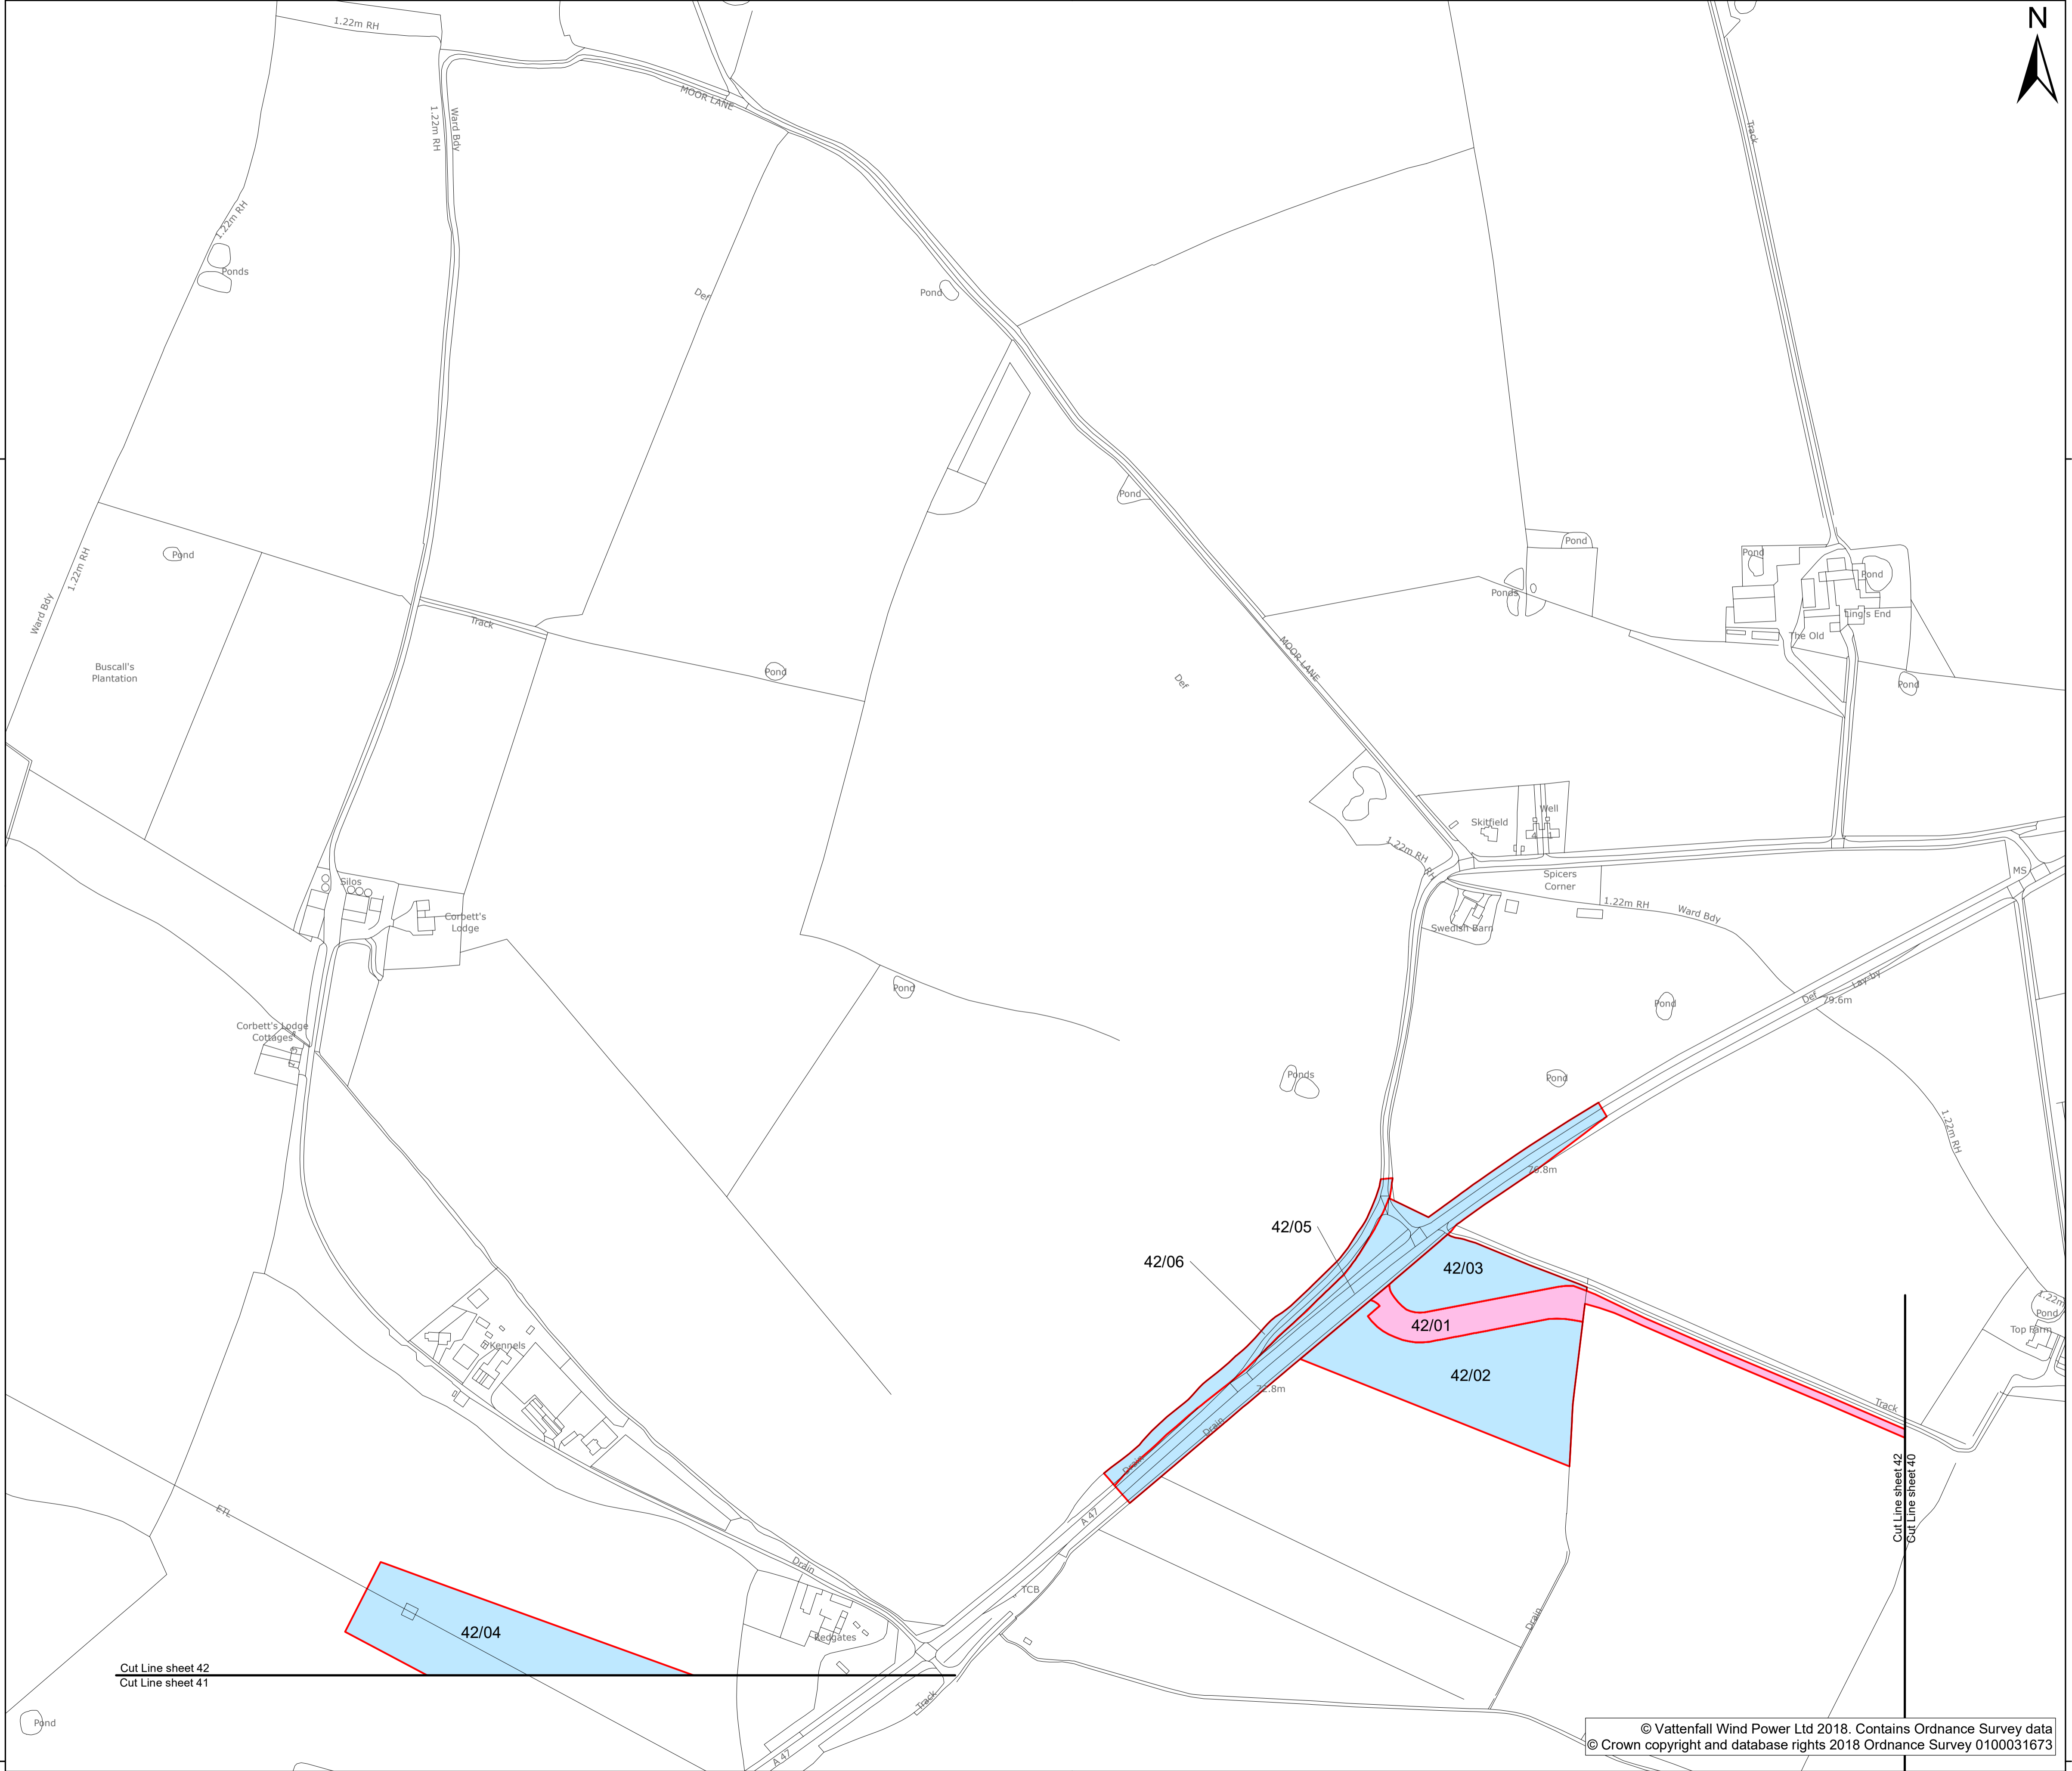 N
1.22m RH
MOOR LANE
1.22m RH
Ward Bdy
Track
1.22m RH
Ponds
Def
Pond
Pond
Pond
Ponds
Pond
Pond
Ling's End
The Old
Pond
Pond
1.22m RH
Ward Bdy
Track
Buscall's
Plantation
Pond
Def
MOOR LANE
Well
Skitfield
4 1
1.22m RH
RH
Spicers
Corner
MS
1.22m RH
Ward Bdy
Swedish Barn
Silos
Corbett's
Lodge
Pond
Pond
Lay-by
Def
79.6m
Corbett's Lodge
Cottages
Ponds
Pond
1.22m RH
76.8m
42/05
42/06
42/03
42/01
42/02
1.22m
Pond
Top Farm
Kennels
72.8m
Drain
Track
Drain
A 47
Cut Line sheet 42
Cut Line sheet 40
ETL
Drain
TCB
Drain
Redgates
42/04
Cut Line sheet 42
Cut Line sheet 41
Track
Pond
A 47
© Vattenfall Wind Power Ltd 2018. Contains Ordnance Survey data
© Crown copyright and database rights 2018 Ordnance Survey 0100031673